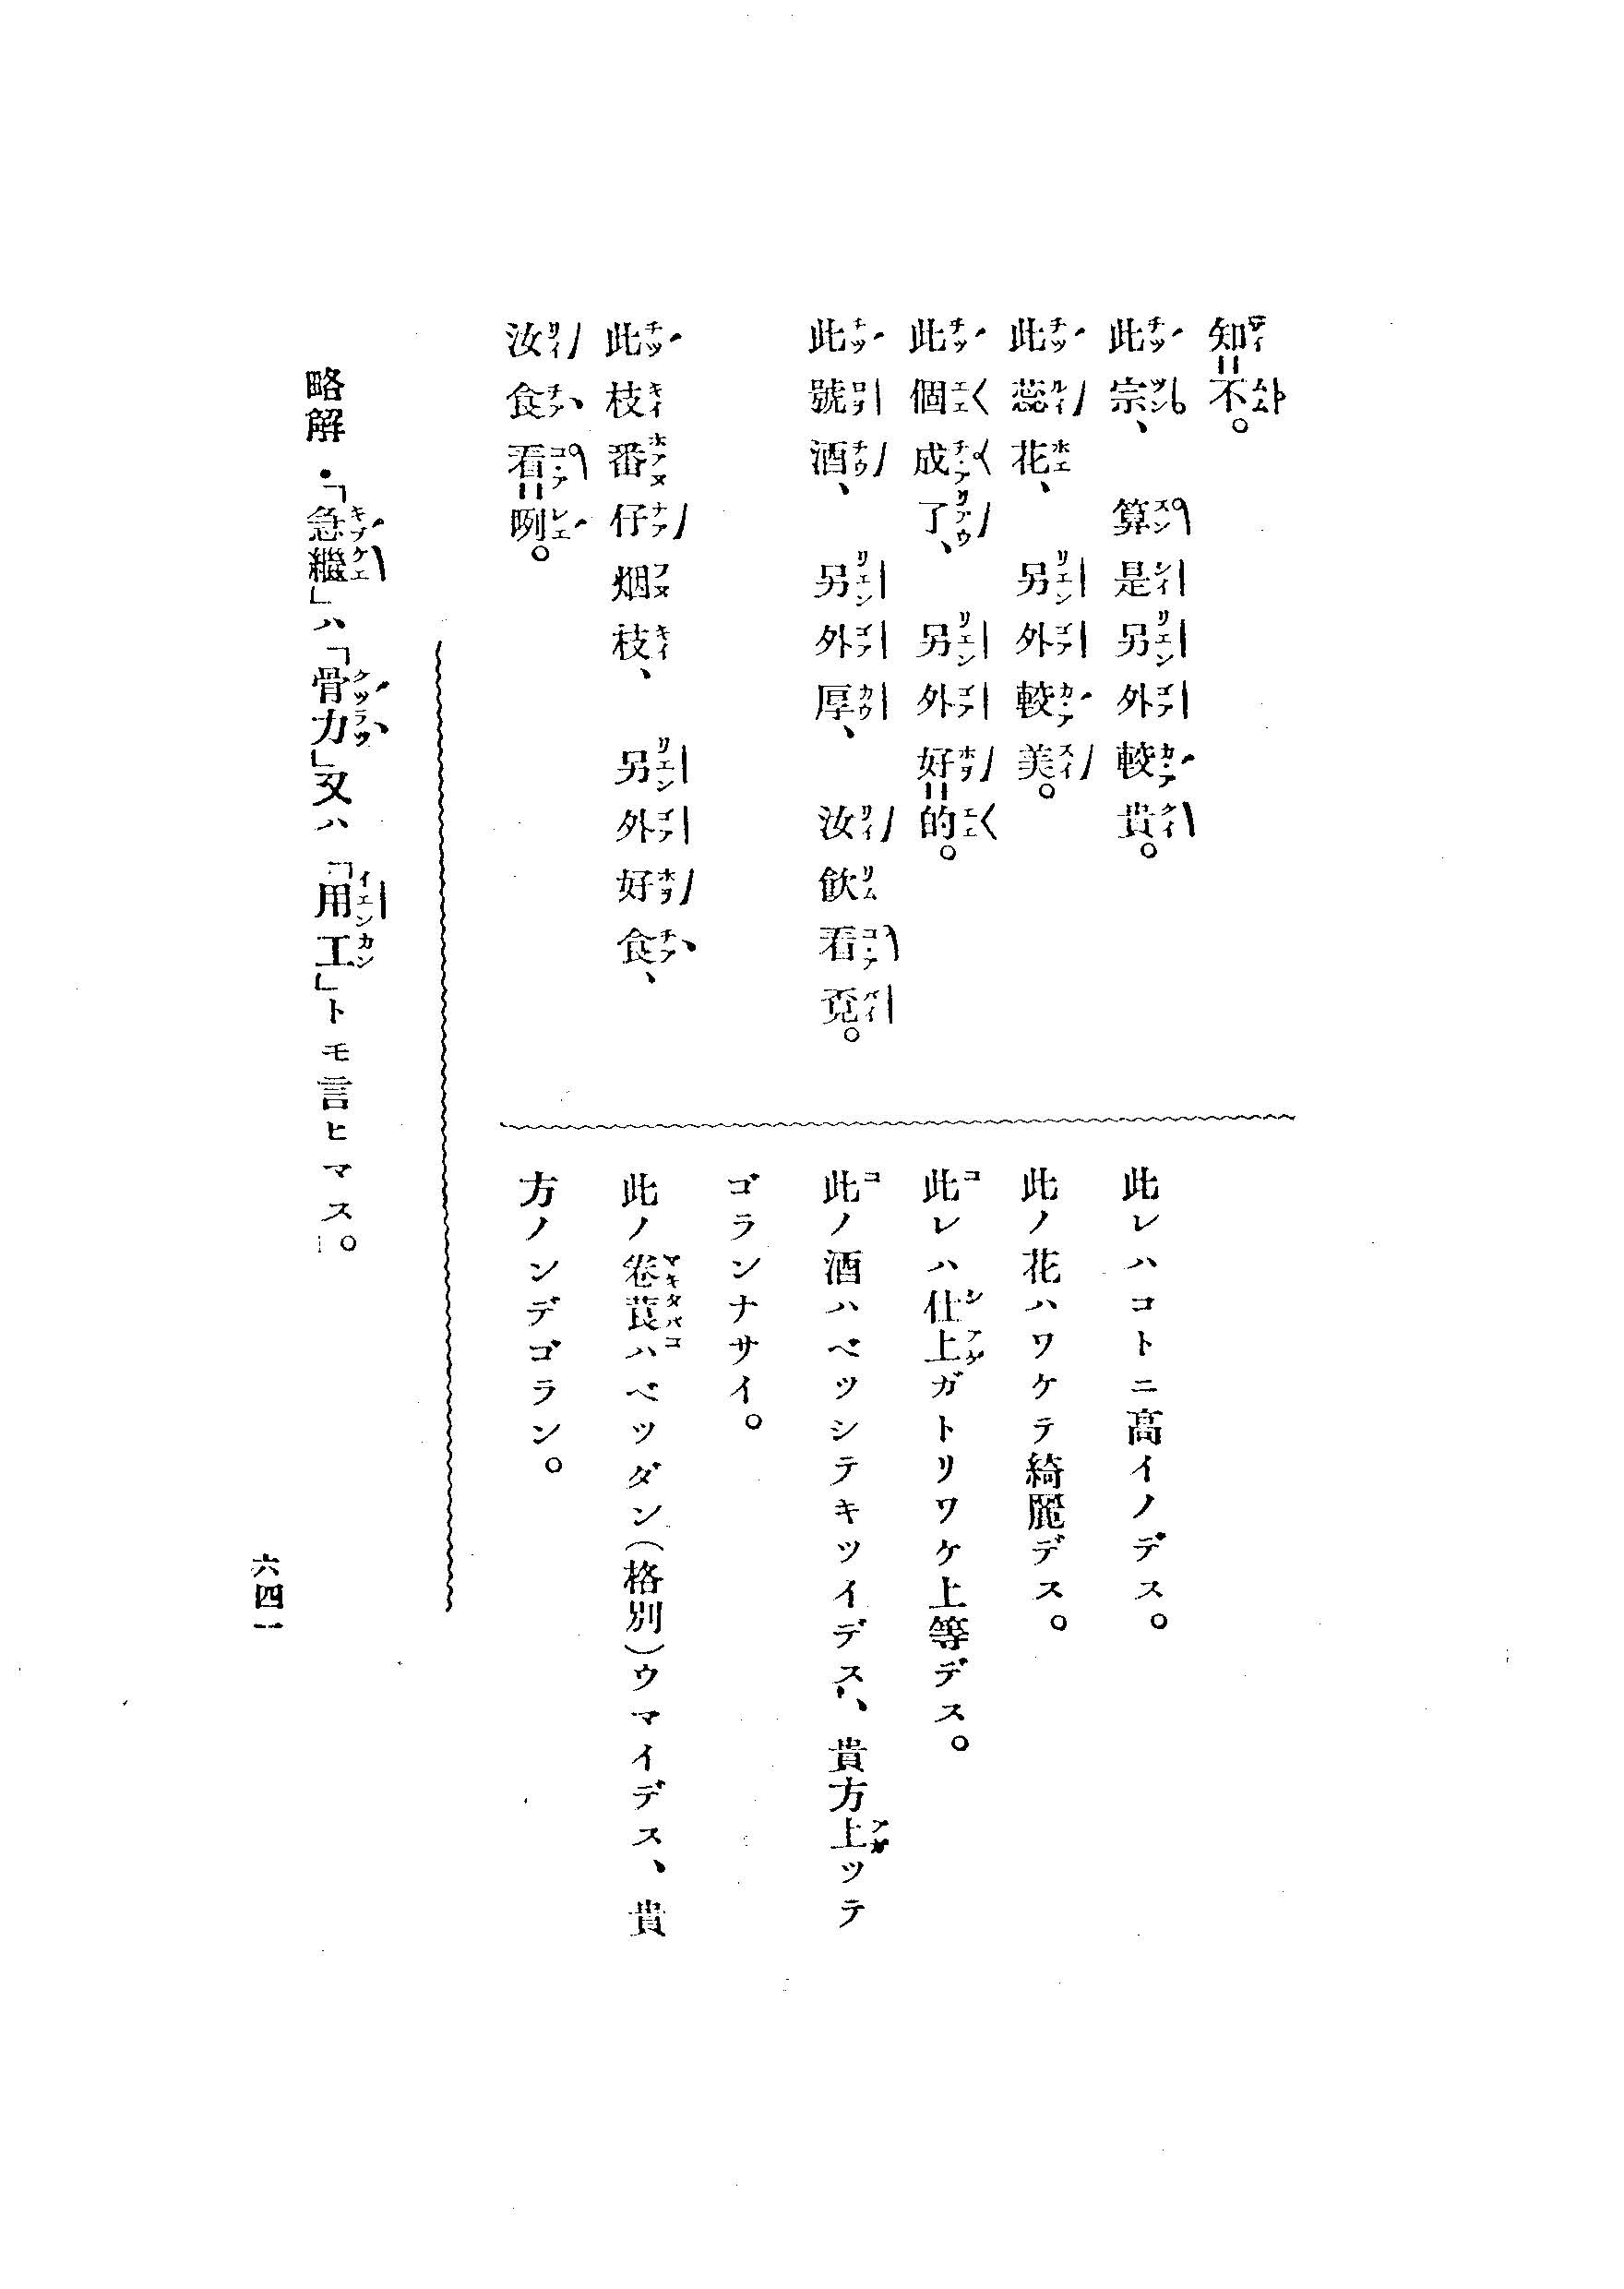 知不。
此宗、算是另外較貴。
此蕊花、另外較美。
此個成了、另外好的。
此號酒、另外厚、汝飲看覔。
此枝番仔烟枝、另外好食、
汝食看咧。
此レハコトニ高イノデス。
此ノ花ハワケテ綺麗デス。
此レハ仕上ガトリワケ上等デス。
此ノ酒ハベツシテキツイデス、貴方上ツテ
ゴランナサイ。
此ノ卷莨ハベツダン(格別)ウマイデス、貴
方ノンデゴラン。
略解・「急繼」ハ「骨力」又ハ「用工」トモ言ヒマス。
六四一